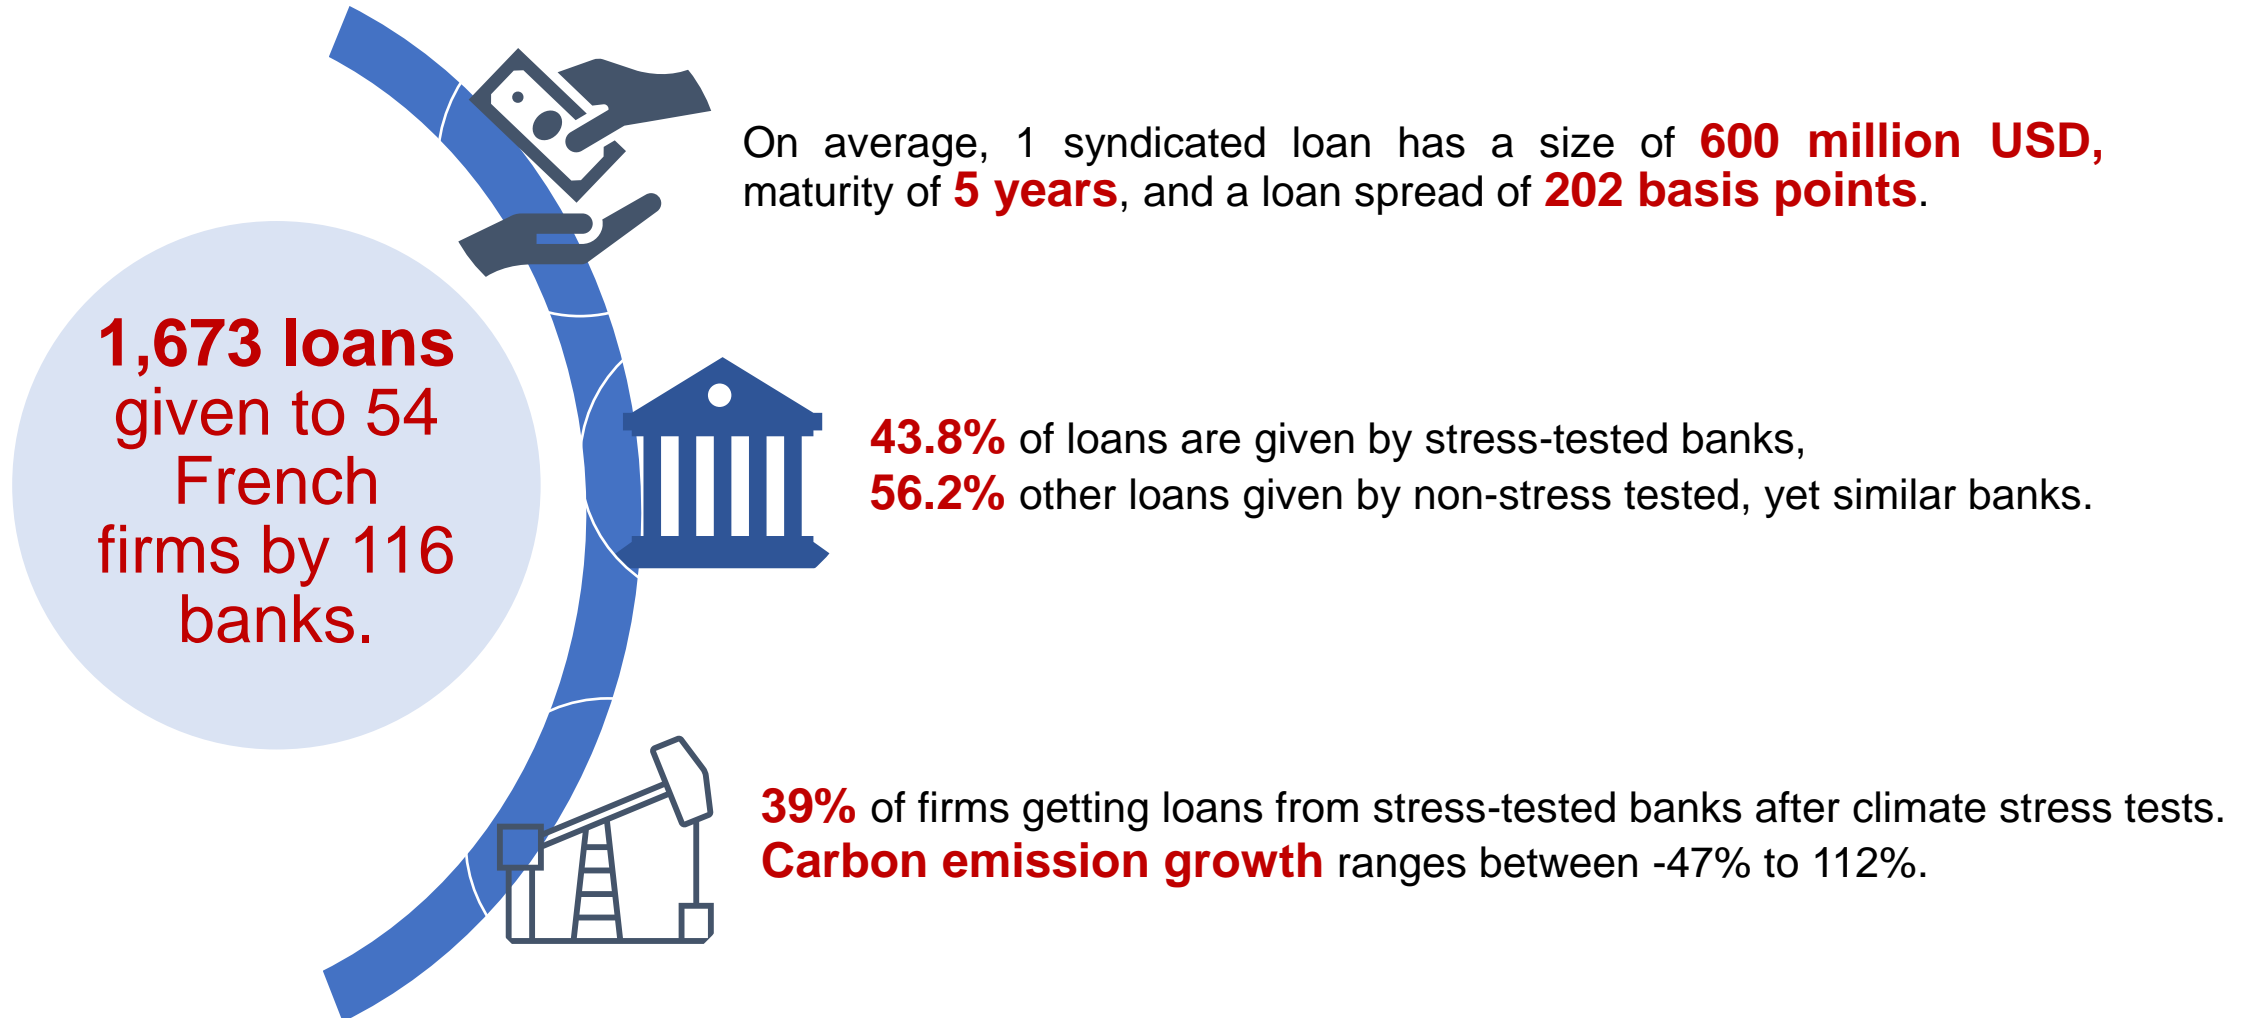 1,673 loans
given to 54
French
firms by 116
banks.
On average, 1 syndicated loan has a size of 600 million USD,
maturity of 5 years, and a loan spread of 202 basis points.
43.8% of loans are given by stress-tested banks,
56.2% other loans given by non-stress tested, yet similar banks.
39% of firms getting loans from stress-tested banks after climate stress tests.
Carbon emission growth ranges between -47% to 112%.